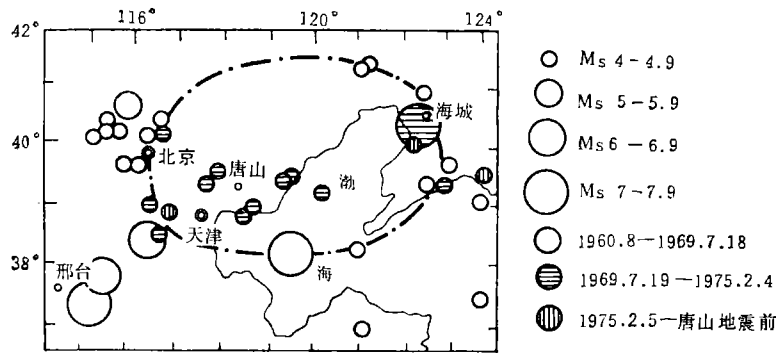 116° 120° 124°
42°
40°
38°
海城
北京
唐山
渤
天津
海
邢台
Ms 4-4.9
Ms 5-5.9
Ms 6-6.9
Ms 7-7.9
1960.8-1969.7.18
1969.7.19-1975.2.4
1975.2.5-唐山地震前